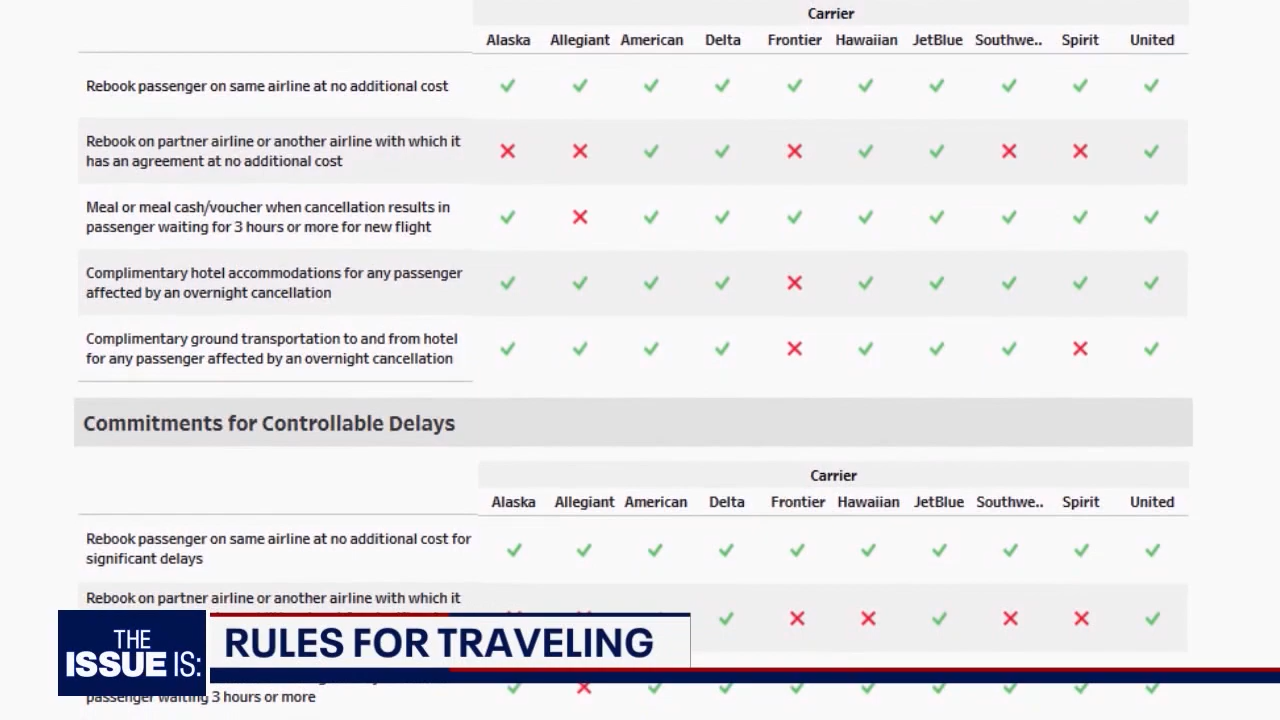 Carrier
Alaska Allegiant American Delta Frontier Hawaiian JetBlue Southwe.. Spirit United
Rebook passenger on same airline at no additional cost
Rebook on partner airline or another airline with which it
has an agreement at no additional cost
Meal or meal cash/voucher when cancellation results in
passenger waiting for 3 hours or more for new flight
Complimentary hotel accommodations for any passenger
affected by an overnight cancellation
Complimentary ground transportation to and from hotel
for any passenger affected by an overnight cancellation
Commitments for Controllable Delays
Carrier
Alaska Allegiant American Delta Frontier Hawaiian JetBlue Southwe.. Spirit United
Rebook passenger on same airline at no additional cost for
significant delays
Rebook on partner airline or another airline with which it
passenger waiting 3 hours or more
THE
ISSUE IS:
RULES FOR TRAVELING